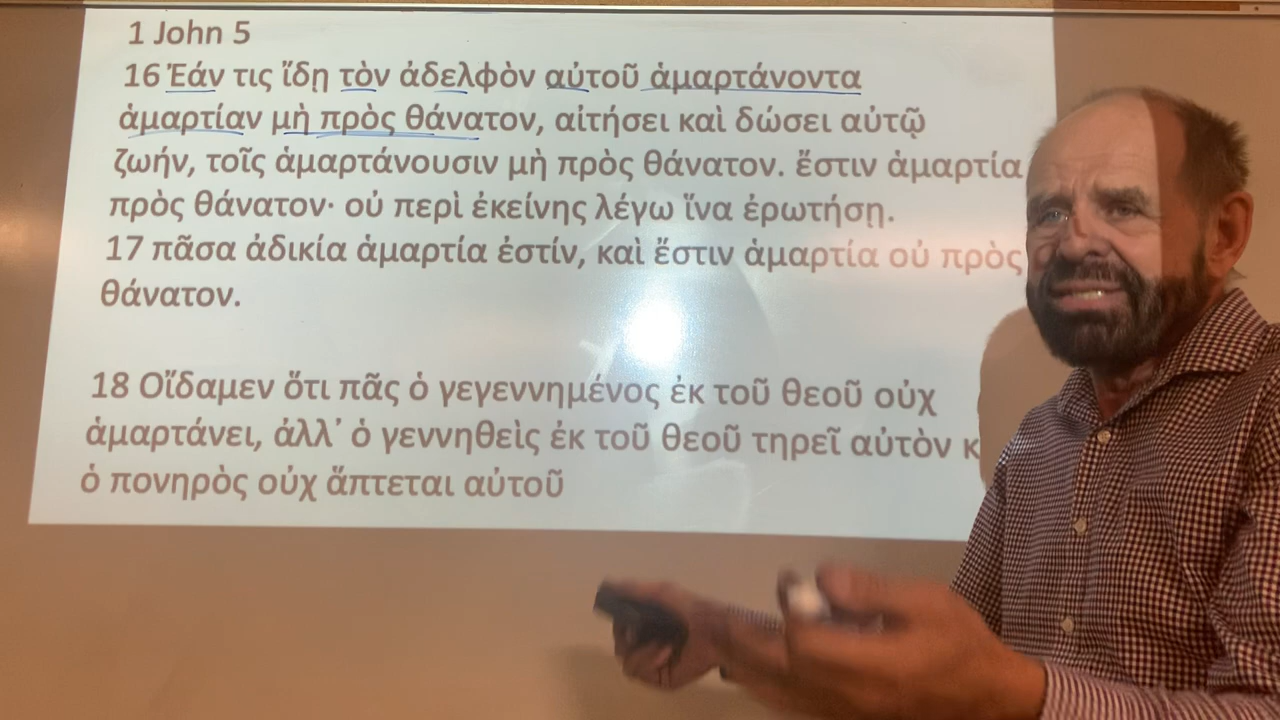 1 John 5
16 Ἐάν τις ἴδῃ τὸν ἀδελφὸν αὐτοῦ ἁμαρτάνοντα
ἁμαρτίαν μὴ πρὸς θάνατον, αἰτήσει καὶ δώσει αὐτῷ
ζωήν, τοῖς ἁμαρτάνουσιν μὴ πρὸς θάνατον. ἔστιν ἁμαρτία
πρὸς θάνατον· οὐ περὶ ἐκείνης λέγω ἵνα ἐρωτήσῃ.
17 πᾶσα ἀδικία ἁμαρτία ἐστίν, καὶ ἔστιν ἁμαρτία οὐ πρὸς
θάνατον.
18 Οἴδαμεν ὅτι πᾶς ὁ γεγεννημένος ἐκ τοῦ θεοῦ οὐχ
ἁμαρτάνει, ἀλλ᾽ ὁ γεννηθεὶς ἐκ τοῦ θεοῦ τηρεῖ αὐτὸν κ
ὁ πονηρὸς οὐχ ἅπτεται αὐτοῦ